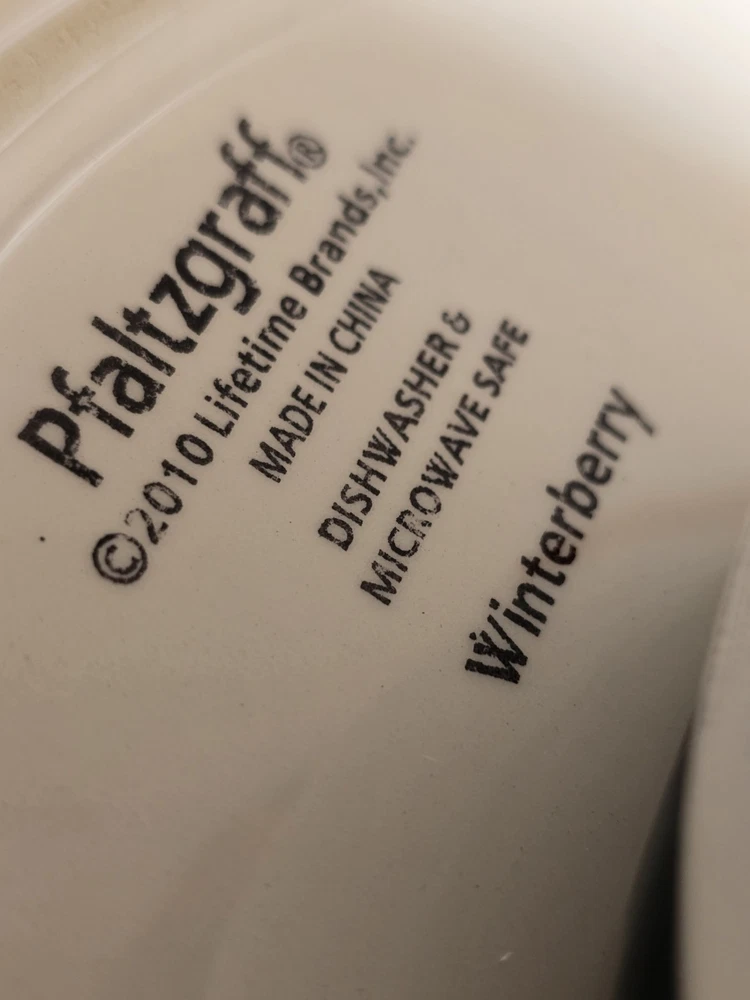 Pfaltzgraff®
©2010 Lifetime Brands,Inc.
MADE IN CHINA
DISHWASHER &
MICROWAVE SAFE
Winterberry